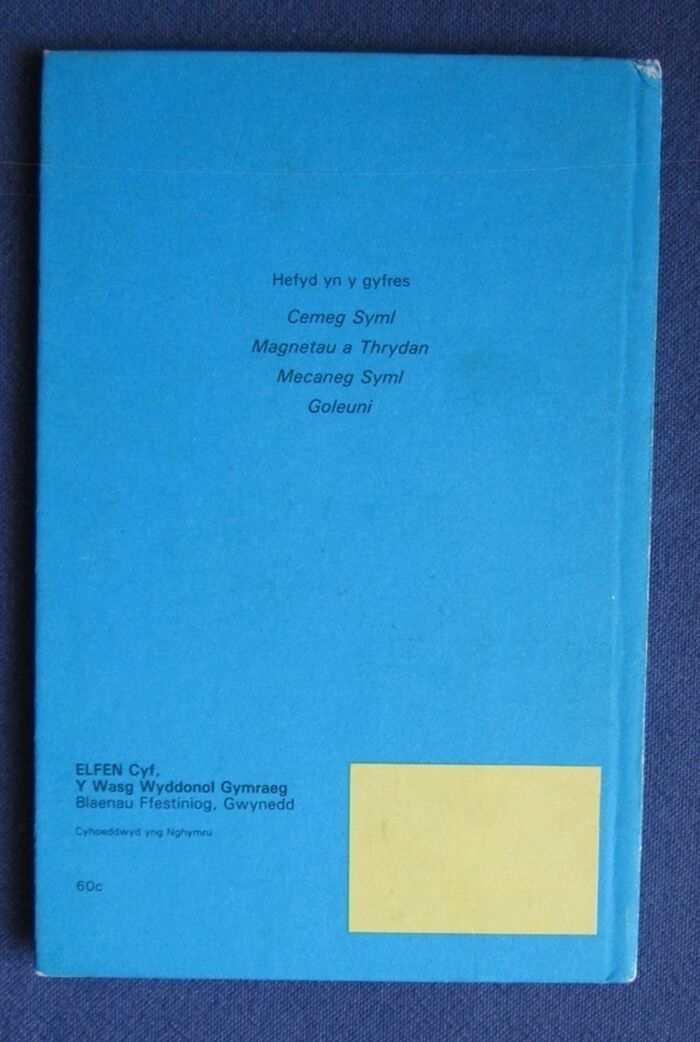 Hefyd yn y gyfres
Cemeg Syml
Magnetau a Thrydan
Mecaneg Syml
Goleuni
ELFEN Cyf,
Y Wasg Wyddonol Gymraeg
Blaenau Ffestiniog, Gwynedd
Cyhoeddwyd yng Nghymru
60c